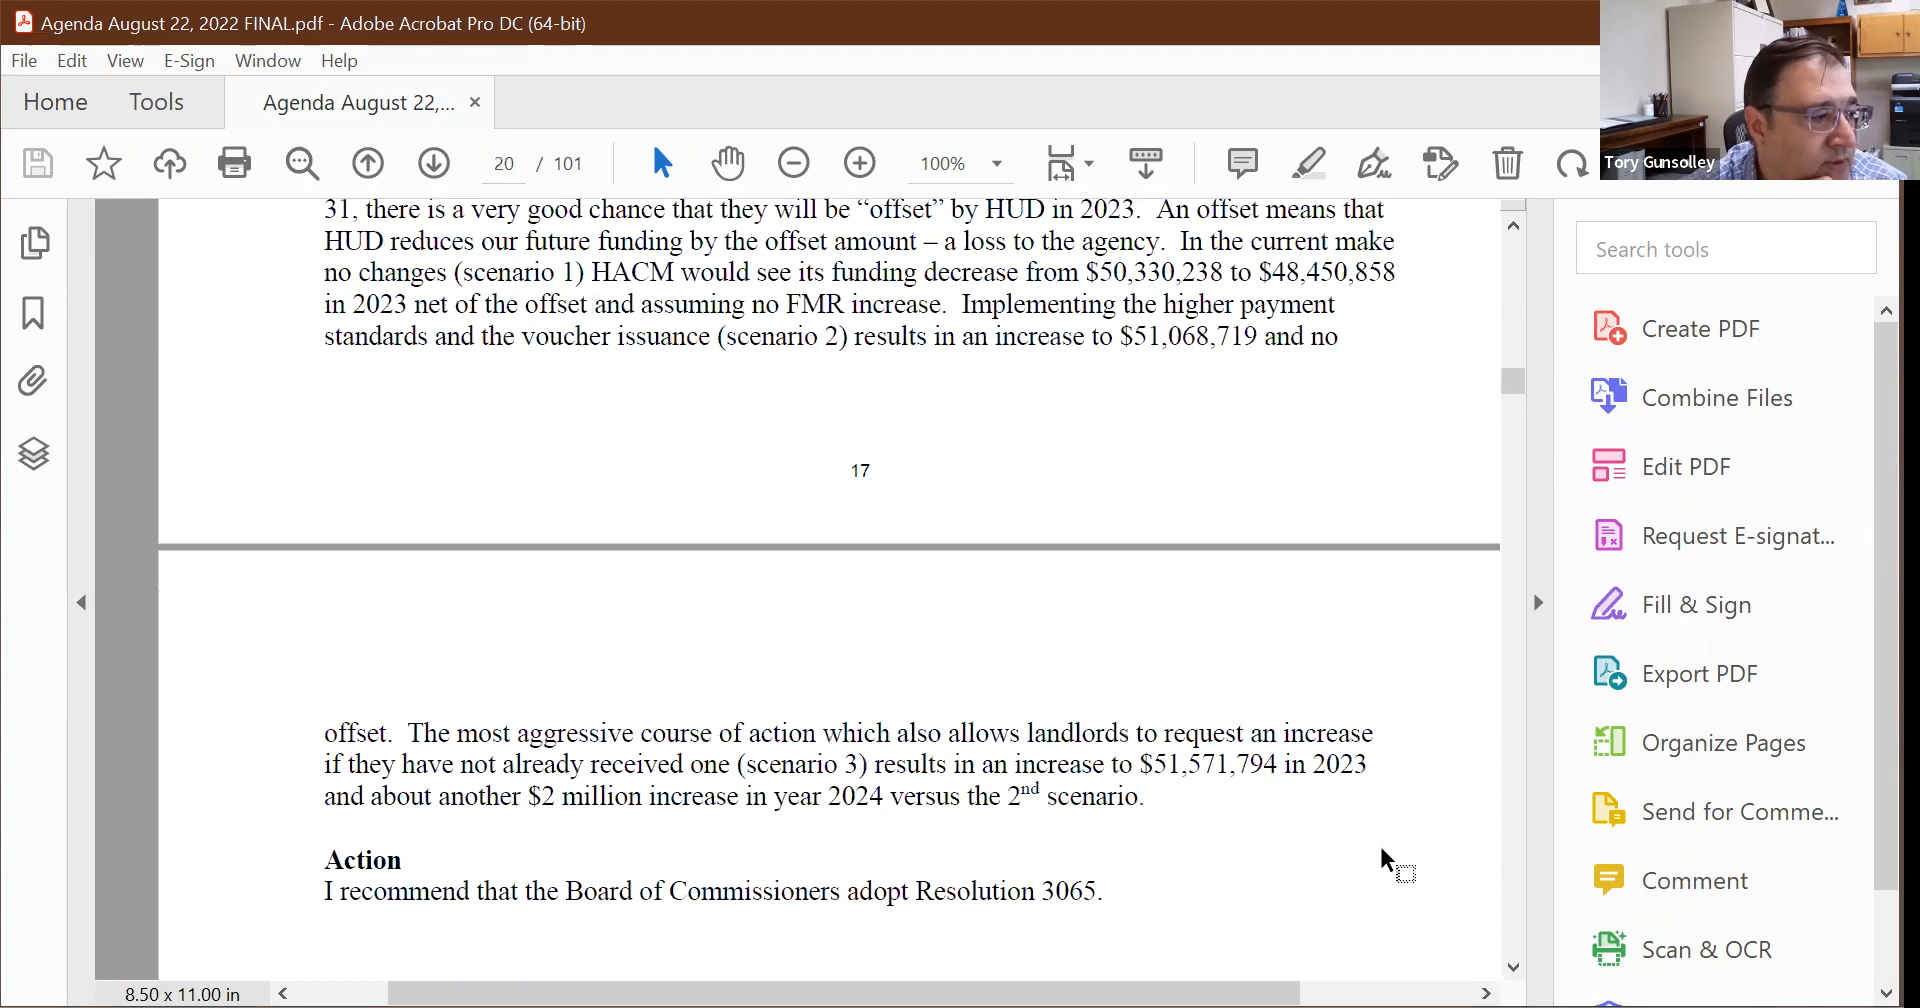 Agenda August 22, 2022 FINAL.pdf - Adobe Acrobat Pro DC (64-bit)
File Edit View E-Sign Window Help
Home Tools Agenda August 22,... ×
20 / 101 100%
Tory Gunsolley
31, there is a very good chance that they will be “offset” by HUD in 2023. An offset means that
HUD reduces our future funding by the offset amount – a loss to the agency. In the current make
no changes (scenario 1) HACM would see its funding decrease from $50,330,238 to $48,450,858
in 2023 net of the offset and assuming no FMR increase. Implementing the higher payment
standards and the voucher issuance (scenario 2) results in an increase to $51,068,719 and no
17
offset. The most aggressive course of action which also allows landlords to request an increase
if they have not already received one (scenario 3) results in an increase to $51,571,794 in 2023
and about another $2 million increase in year 2024 versus the 2nd scenario.
Action
I recommend that the Board of Commissioners adopt Resolution 3065.
8.50 x 11.00 in
Search tools
Create PDF
Combine Files
Edit PDF
Request E-signat...
Fill & Sign
Export PDF
Organize Pages
Send for Comme...
Comment
Scan & OCR